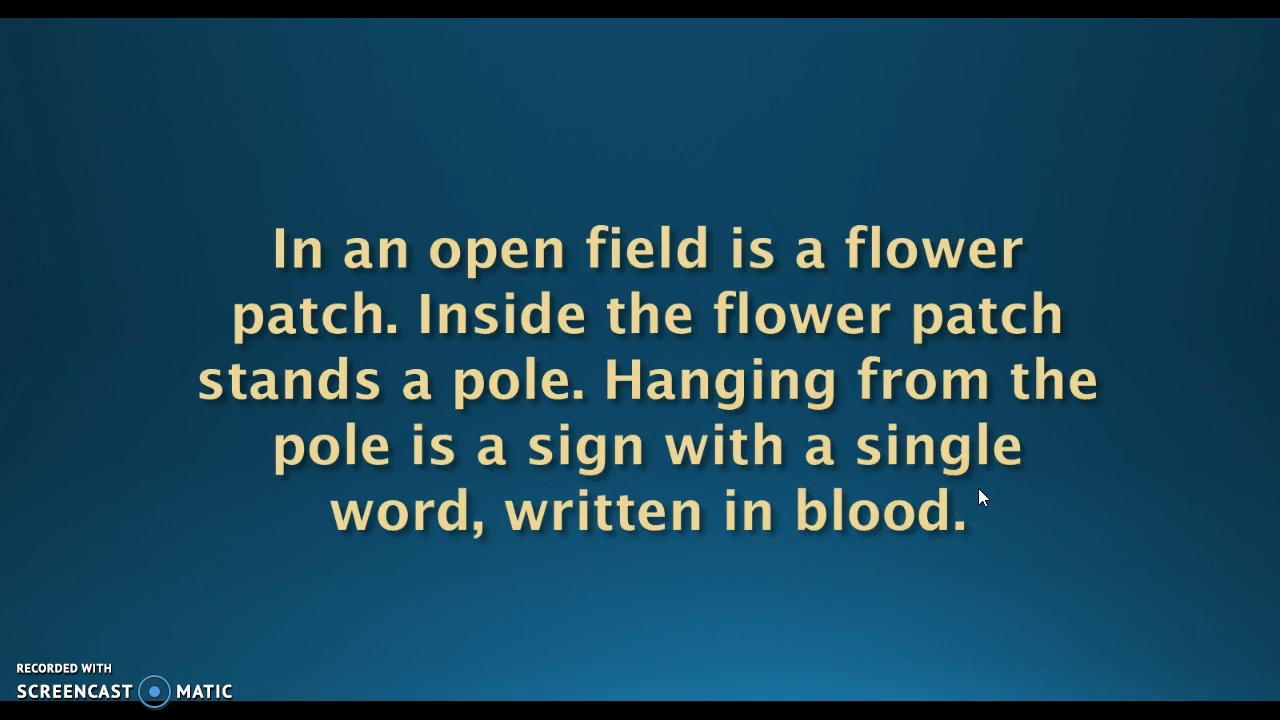 In an open field is a flower
patch. Inside the flower patch
stands a pole. Hanging from the
pole is a sign with a single
word, written in blood.
RECORDED WITH
SCREENCAST MATIC